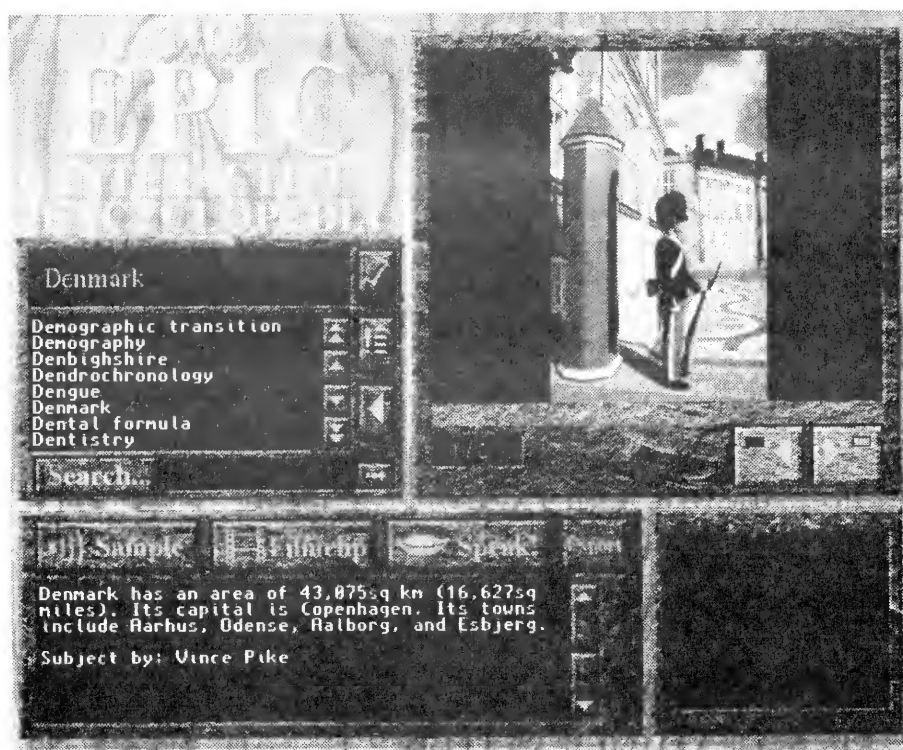 EPIC
Denmark
Demographic transition
Demography
Denbighshire
Dendrochronology
Dengue
Denmark
Dental formula
Dentistry
Search...
Sample
Filmclip
Speak
Denmark has an area of 43,075sq km (16,627sq
miles). Its capital is Copenhagen. Its towns
include Aarhus, Odense, Aalborg, and Esbjerg.
Subject by: Vince Pike